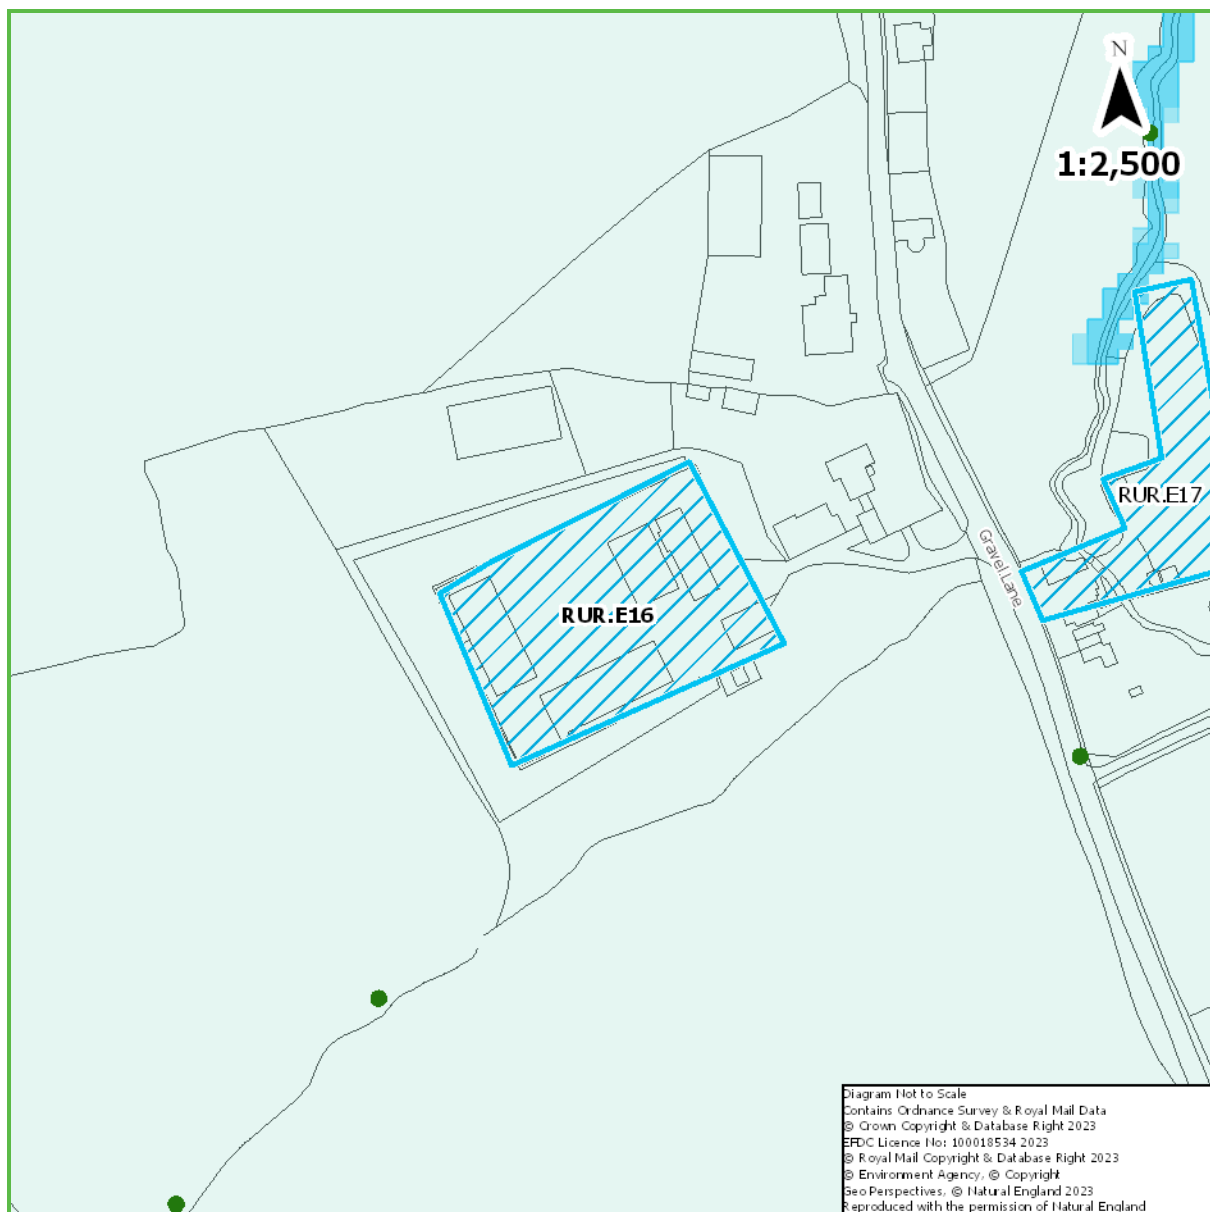 N
1:2,500
RUR.E17
Gravel Lane
RUR.E16
Diagram Not to Scale
Contains Ordnance Survey & Royal Mail Data
© Crown Copyright & Database Right 2023
EFDC Licence No: 100018534 2023
© Royal Mail Copyright & Database Right 2023
© Environment Agency, © Copyright
Geo Perspectives, © Natural England 2023
Reproduced with the permission of Natural England